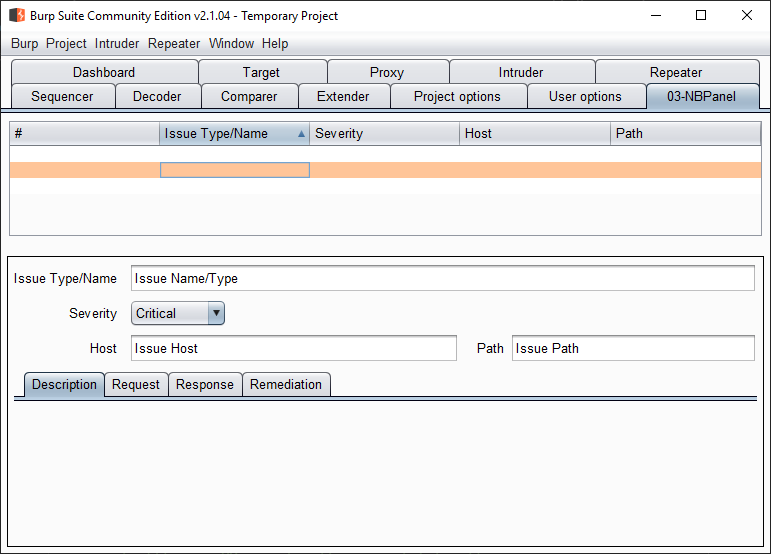 Burp Suite Community Edition v2.1.04 - Temporary Project
Burp Project Intruder Repeater Window Help
Dashboard Target Proxy Intruder Repeater
Sequencer Decoder Comparer Extender Project options User options 03-NBPanel
# Issue Type/Name Severity Host Path
Issue Type/Name Issue Name/Type
Severity Critical
Host Issue Host Path Issue Path
Description Request Response Remediation